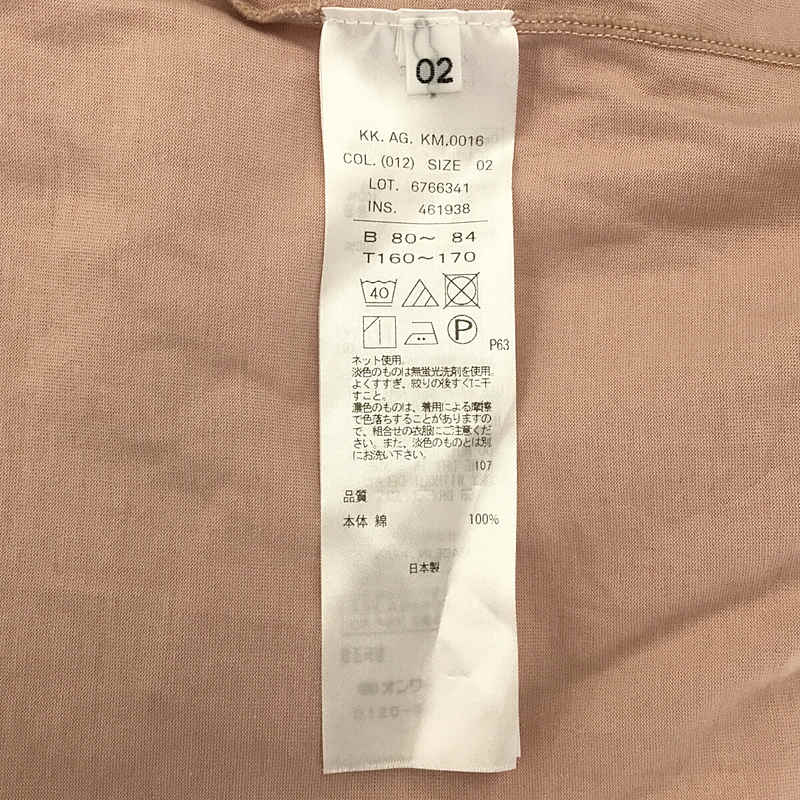 02
KK. AG. KM.0016
COL. (012) SIZE 02
LOT. 6766341
INS. 461938
B 80～ 84
T160～170
40
P
P63
ネット使用。
淡色のものは無蛍光洗剤を使用。
よくすすぎ、絞りの後すぐに干
すこと。
濃色のものは、着用による摩擦
で色落ちすることがありますの
で、組合せの衣服にご注意くだ
さい。また、淡色のものとは別
にお洗い下さい。
107
品質
本体 綿 100%
日本製